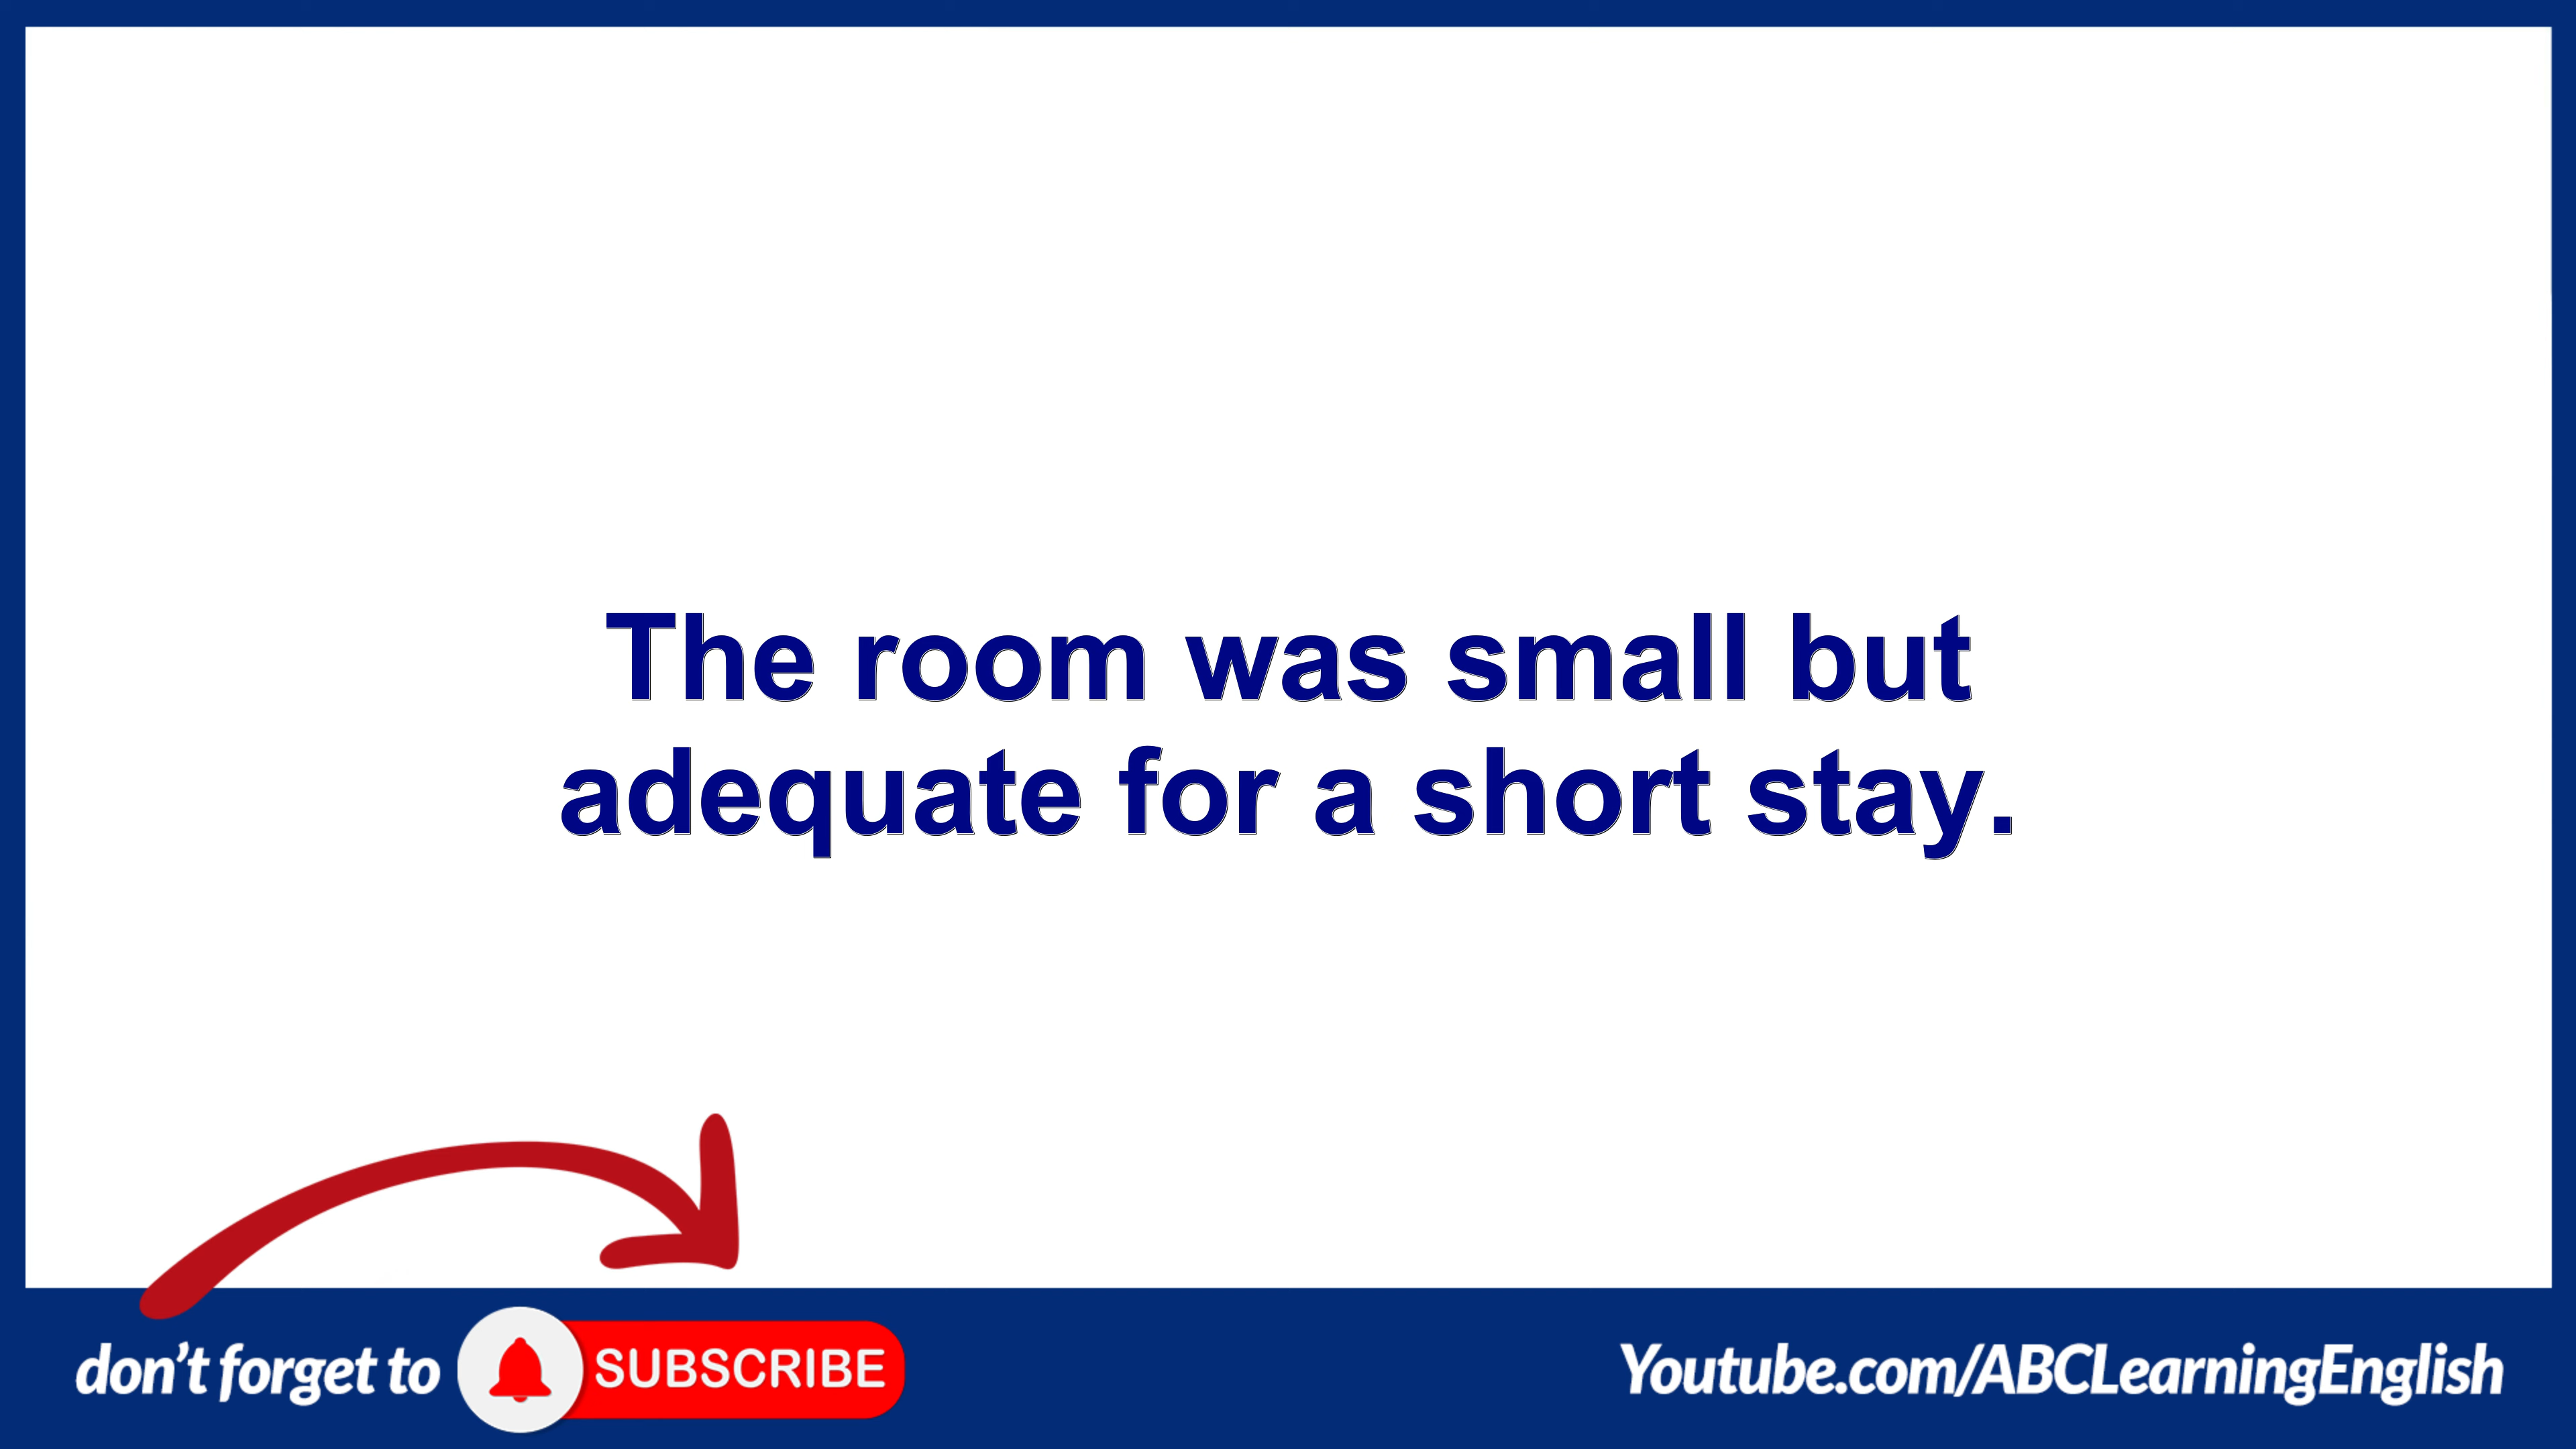 The room was small but
adequate for a short stay.
don't forget to SUBSCRIBE
Youtube.com/ABCLearningEnglish